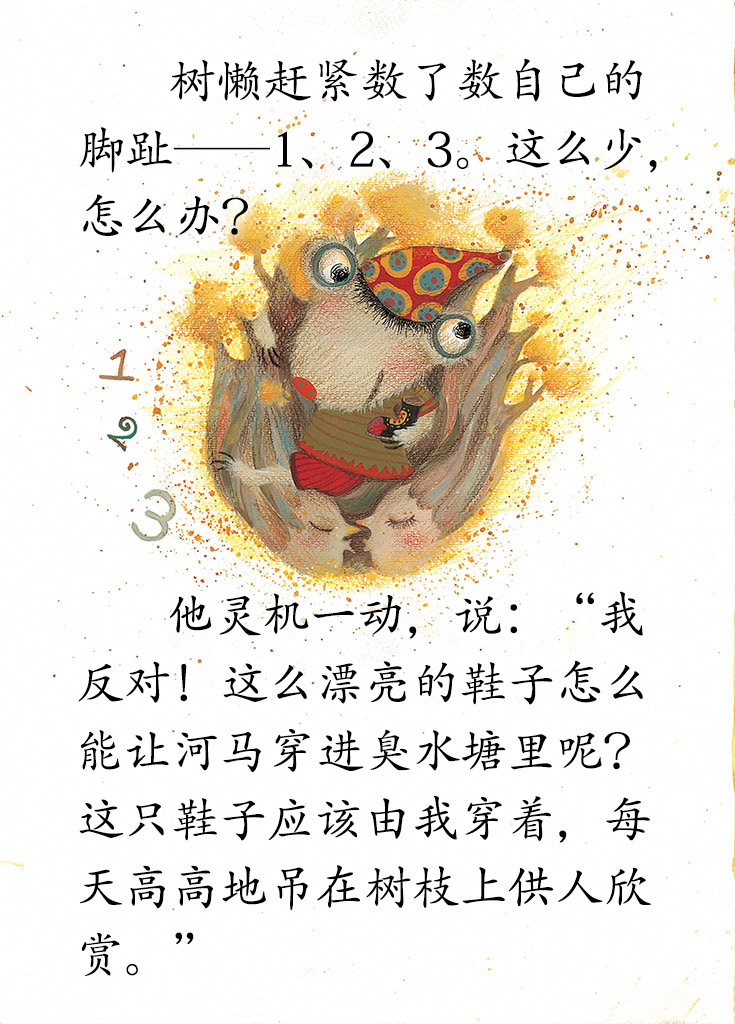 树懒赶紧数了数自己的
脚趾——1、2、3。这么少，
怎么办？
1
2
3
他灵机一动，说：“我
反对！这么漂亮的鞋子怎么
能让河马穿进臭水塘里呢？
这只鞋子应该由我穿着，每
天高高地吊在树枝上供人欣
赏。”